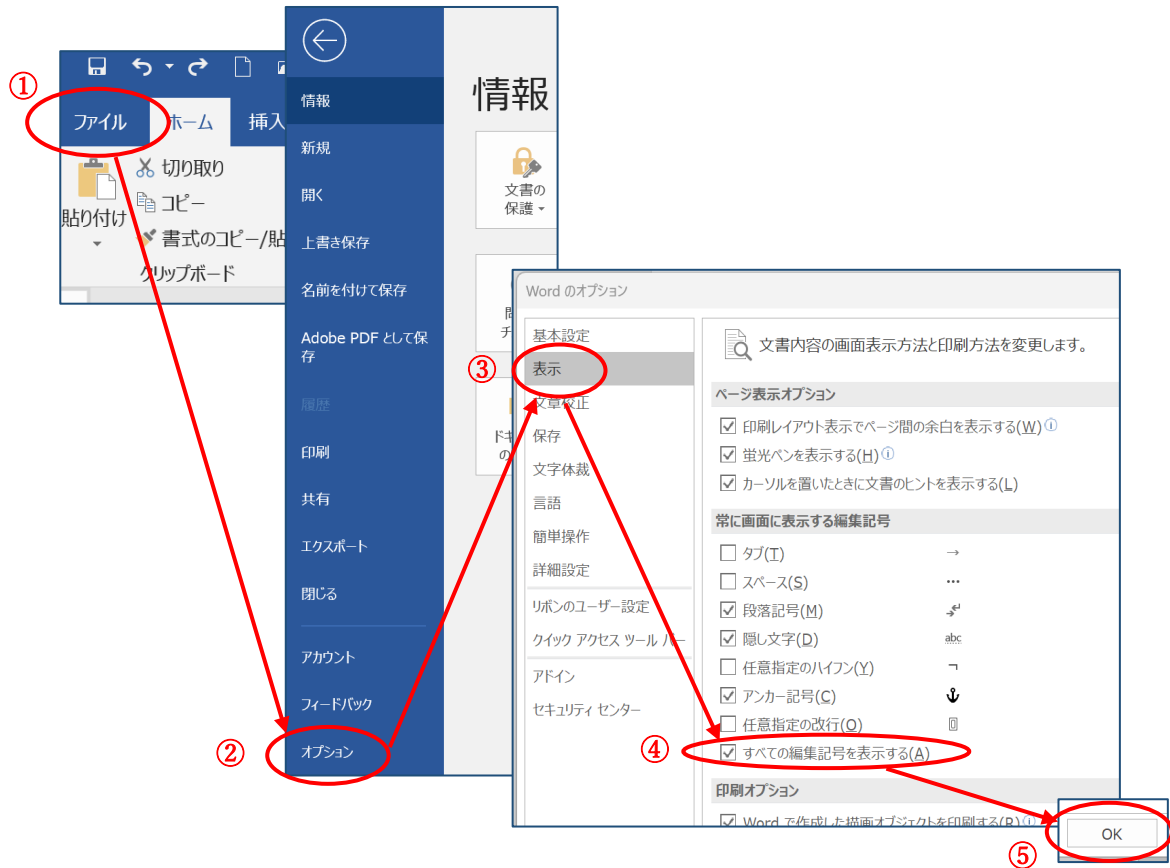 ①
ファイル
ホーム
挿入
貼り付け
切り取り
コピー
書式のコピー/貼
クリップボード
情報
新規
開く
上書き保存
名前を付けて保存
Adobe PDF として保
存
履歴
印刷
共有
エクスポート
閉じる
アカウント
フィードバック
②
オプション
情報
文書の
保護
チ
ドキ
の
Word のオプション
基本設定
③
表示
文章校正
保存
文字体裁
言語
簡単操作
詳細設定
リボンのユーザー設定
クイック アクセス ツール バー
アドイン
セキュリティ センター
文書内容の画面表示方法と印刷方法を変更します。
ページ表示オプション
印刷レイアウト表示でページ間の余白を表示する(W)
蛍光ペンを表示する(H)
カーソルを置いたときに文書のヒントを表示する(L)
常に画面に表示する編集記号
タブ(T) →
スペース(S) ···
段落記号(M)
隠し文字(D) abc
任意指定のハイフン(Y) ¬
アンカー記号(C)
任意指定の改行(O)
④
すべての編集記号を表示する(A)
印刷オプション
Word で作成した描画オブジェクトを印刷する(R)
⑤
OK